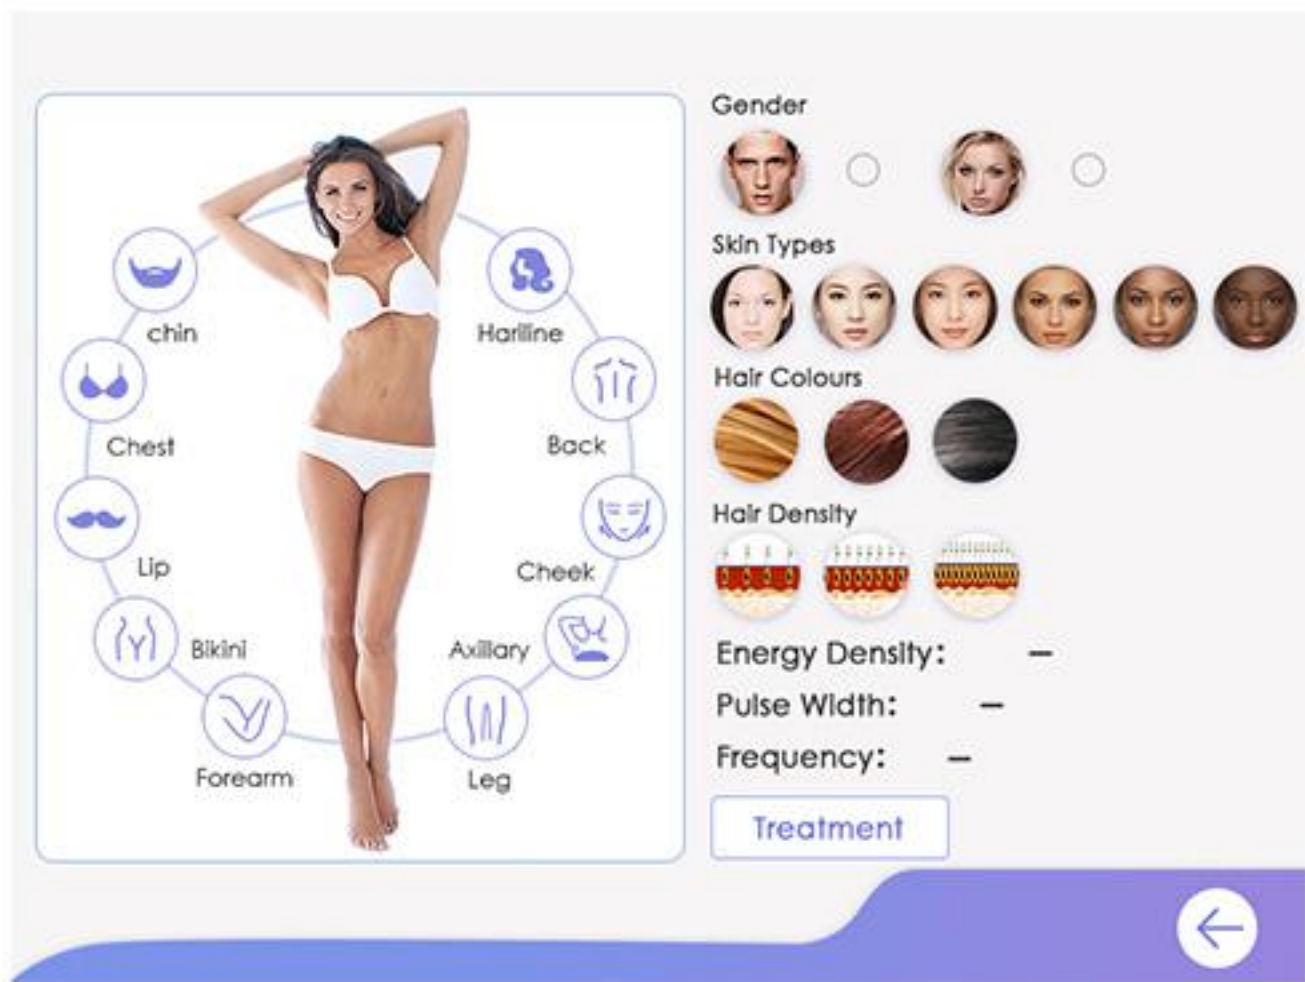 chin
Hariline
Chest
Back
Lip
Cheek
Bikini
Axillary
Forearm
Leg
Gender
Skin Types
Hair Colours
Hair Density
Energy Density: –
Pulse Width: –
Frequency: –
Treatment